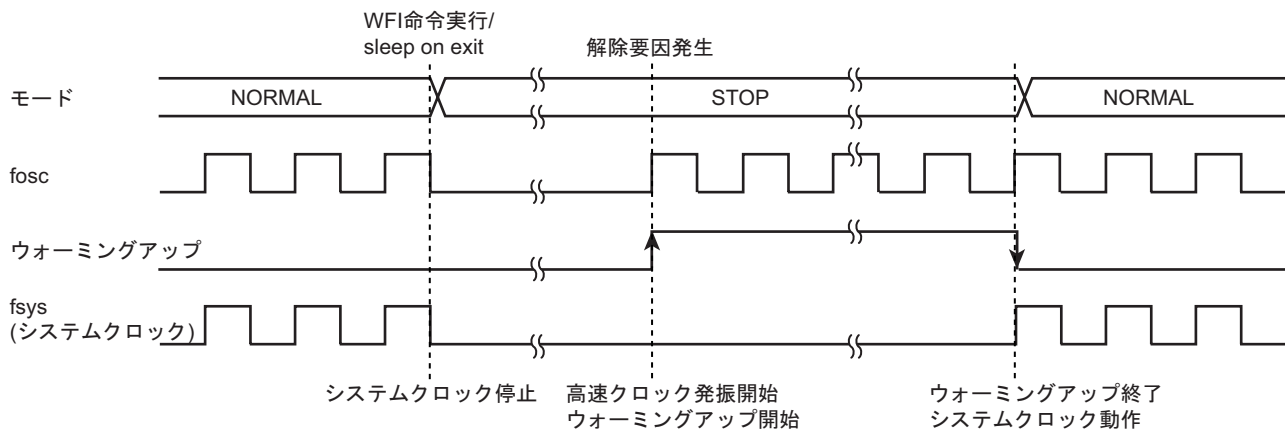 WFI命令実行/
sleep on exit
解除要因発生
モード
NORMAL
STOP
NORMAL
fosc
ウォーミングアップ
fsys
(システムクロック)
システムクロック停止
高速クロック発振開始
ウォーミングアップ開始
ウォーミングアップ終了
システムクロック動作